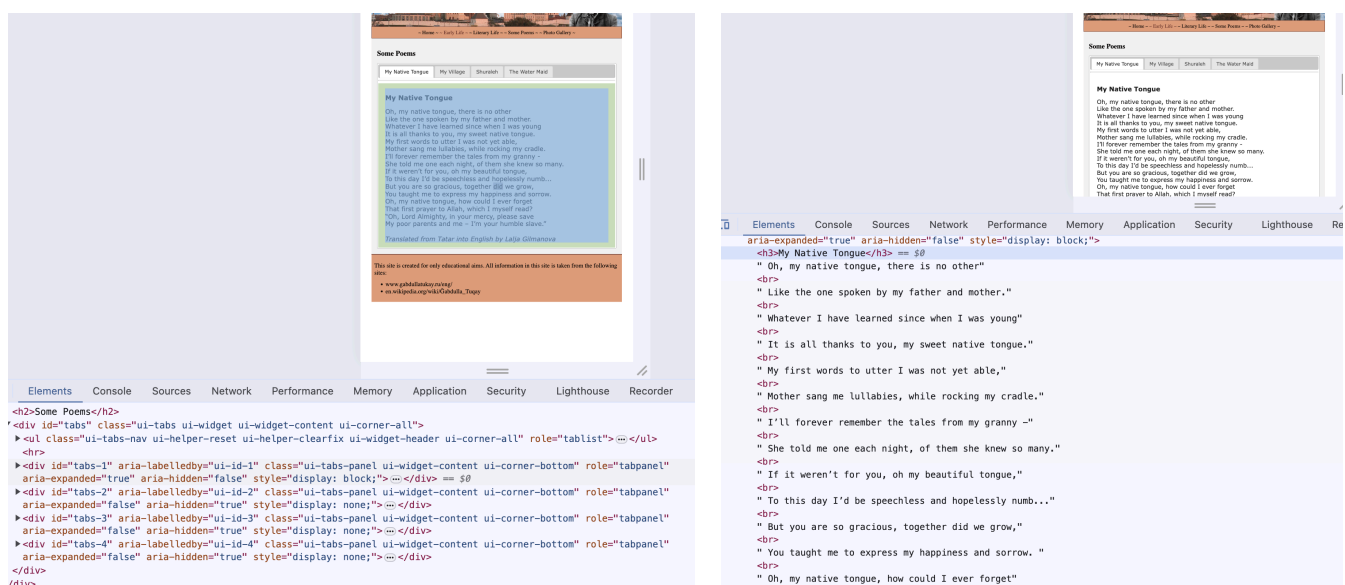 ~ Home ~ ~ Early Life ~ ~ Literary Life ~ ~ Some Poems ~ ~ Photo Gallery ~
Some Poems
My Native Tongue My Village Shuraleh The Water Maid
My Native Tongue
Oh, my native tongue, there is no other
Like the one spoken by my father and mother.
Whatever I have learned since when I was young
It is all thanks to you, my sweet native tongue.
My first words to utter I was not yet able,
Mother sang me lullabies, while rocking my cradle.
I'll forever remember the tales from my granny –
She told me one each night, of them she knew so many.
If it weren't for you, oh my beautiful tongue,
To this day I'd be speechless and hopelessly numb...
But you are so gracious, together did we grow,
You taught me to express my happiness and sorrow.
Oh, my native tongue, how could I ever forget
That first prayer to Allah, which I myself read?
"Oh, Lord Almighty, in your mercy, please save
My poor parents and me – I'm your humble slave."
Translated from Tatar into English by Lalja Gilmanova
This site is created for only educational aims. All information in this site is taken from the following
sites:
• www.gabdullatukay.ru/eng/
• en.wikipedia.org/wiki/Ğabdulla_Tuqay
Elements Console Sources Network Performance Memory Application Security Lighthouse Recorder
<h2>Some Poems</h2>
▼<div id="tabs" class="ui-tabs ui-widget ui-widget-content ui-corner-all">
▶<ul class="ui-tabs-nav ui-helper-reset ui-helper-clearfix ui-widget-header ui-corner-all" role="tablist">…</ul>
<hr>
▶<div id="tabs-1" aria-labelledby="ui-id-1" class="ui-tabs-panel ui-widget-content ui-corner-bottom" role="tabpanel"
aria-expanded="true" aria-hidden="false" style="display: block;">…</div> == $0
▶<div id="tabs-2" aria-labelledby="ui-id-2" class="ui-tabs-panel ui-widget-content ui-corner-bottom" role="tabpanel"
aria-expanded="false" aria-hidden="true" style="display: none;">…</div>
▶<div id="tabs-3" aria-labelledby="ui-id-3" class="ui-tabs-panel ui-widget-content ui-corner-bottom" role="tabpanel"
aria-expanded="false" aria-hidden="true" style="display: none;">…</div>
▶<div id="tabs-4" aria-labelledby="ui-id-4" class="ui-tabs-panel ui-widget-content ui-corner-bottom" role="tabpanel"
aria-expanded="false" aria-hidden="true" style="display: none;">…</div>
</div>
/div>
~ Home ~ ~ Early Life ~ ~ Literary Life ~ ~ Some Poems ~ ~ Photo Gallery ~
Some Poems
My Native Tongue My Village Shuraleh The Water Maid
My Native Tongue
Oh, my native tongue, there is no other
Like the one spoken by my father and mother.
Whatever I have learned since when I was young
It is all thanks to you, my sweet native tongue.
My first words to utter I was not yet able,
Mother sang me lullabies, while rocking my cradle.
I'll forever remember the tales from my granny –
She told me one each night, of them she knew so many.
If it weren't for you, oh my beautiful tongue,
To this day I'd be speechless and hopelessly numb...
But you are so gracious, together did we grow,
You taught me to express my happiness and sorrow.
Oh, my native tongue, how could I ever forget
That first prayer to Allah, which I myself read?
Elements Console Sources Network Performance Memory Application Security Lighthouse Re
aria-expanded="true" aria-hidden="false" style="display: block;">
<h3>My Native Tongue</h3> == $0
" Oh, my native tongue, there is no other"
<br>
" Like the one spoken by my father and mother."
<br>
" Whatever I have learned since when I was young"
<br>
" It is all thanks to you, my sweet native tongue."
<br>
" My first words to utter I was not yet able,"
<br>
" Mother sang me lullabies, while rocking my cradle."
<br>
" I’ll forever remember the tales from my granny –"
<br>
" She told me one each night, of them she knew so many."
<br>
" If it weren’t for you, oh my beautiful tongue,"
<br>
" To this day I’d be speechless and hopelessly numb..."
<br>
" But you are so gracious, together did we grow,"
<br>
" You taught me to express my happiness and sorrow. "
<br>
" Oh, my native tongue, how could I ever forget"